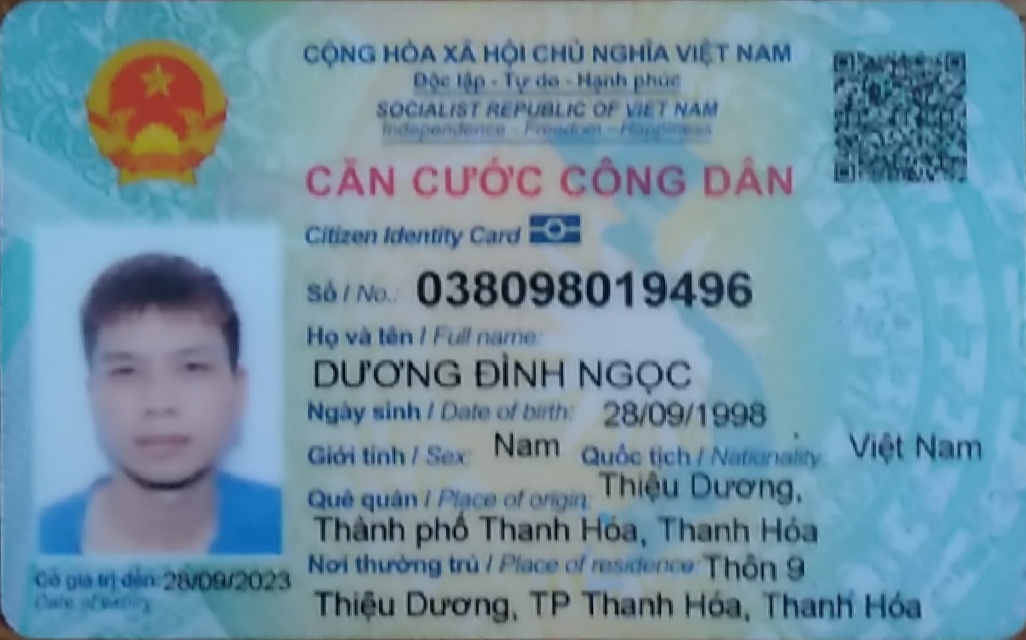 CỘNG HÒA XÃ HỘI CHỦ NGHĨA VIỆT NAM
Độc lập - Tự do - Hạnh phúc
SOCIALIST REPUBLIC OF VIET NAM
Independence - Freedom - Happiness
CĂN CƯỚC CÔNG DÂN
Citizen Identity Card
Số / No.: 038098019496
Họ và tên / Full name:
DƯƠNG ĐÌNH NGỌC
Ngày sinh / Date of birth: 28/09/1998
Giới tính / Sex: Nam Quốc tịch / Nationality: Việt Nam
Quê quán / Place of origin: Thiệu Dương,
Thành phố Thanh Hóa, Thanh Hóa
Nơi thường trú / Place of residence: Thôn 9
Thiệu Dương, TP Thanh Hóa, Thanh Hóa
Có giá trị đến: 28/09/2023
Date of expiry